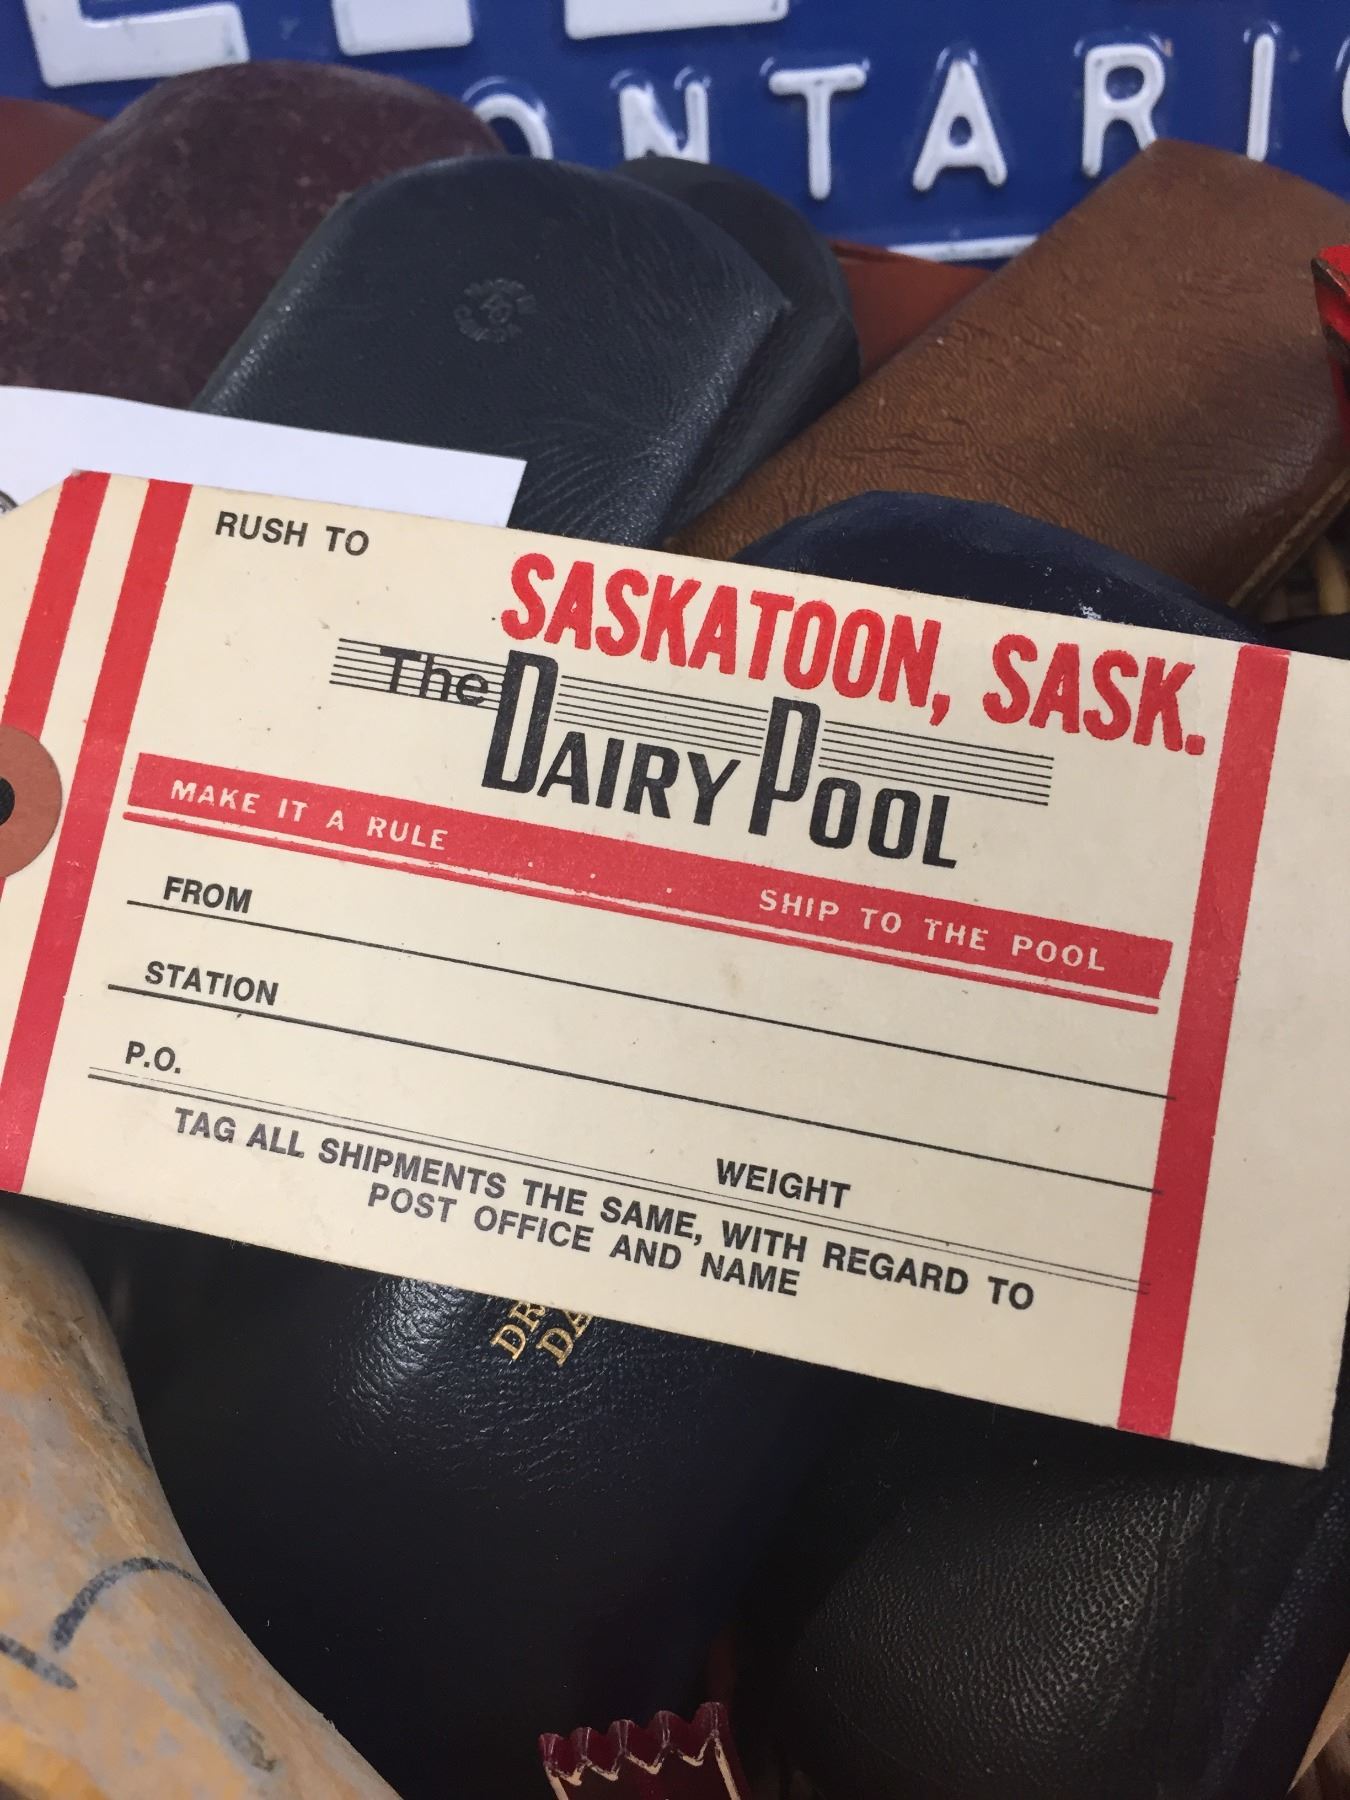 ONTARIO
RUSH TO
SASKATOON, SASK.
The DAIRY POOL
MAKE IT A RULE . . SHIP TO THE POOL
FROM
STATION
P.O.
WEIGHT
TAG ALL SHIPMENTS THE SAME, WITH REGARD TO
POST OFFICE AND NAME